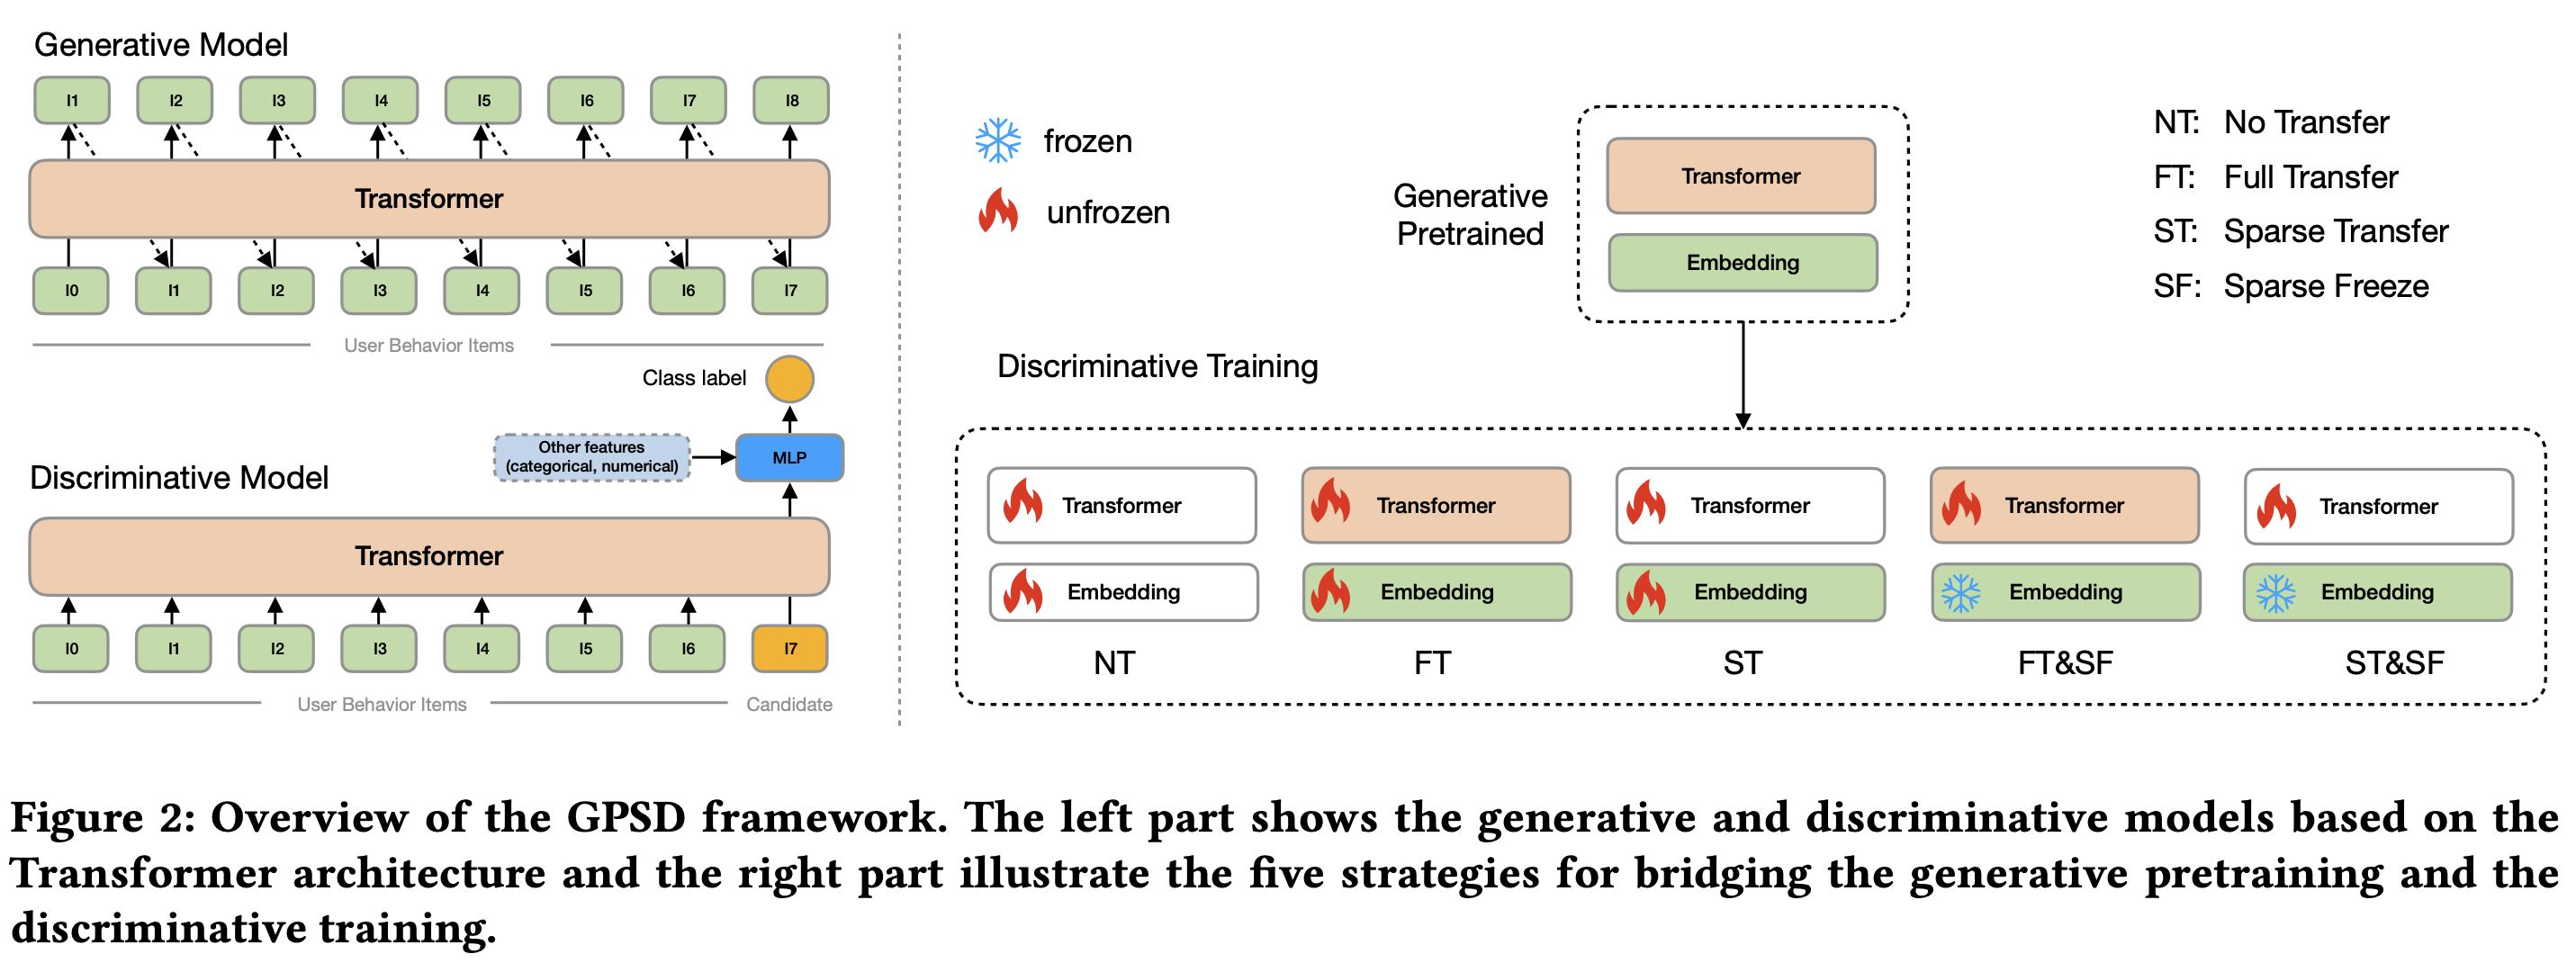 Generative Model
I1 I2 I3 I4 I5 I6 I7 I8
Transformer
I0 I1 I2 I3 I4 I5 I6 I7
User Behavior Items
Class label
Other features
(categorical, numerical)
MLP
Discriminative Model
Transformer
I0 I1 I2 I3 I4 I5 I6 I7
User Behavior Items
Candidate
frozen
unfrozen
Generative
Pretrained
Transformer
Embedding
NT: No Transfer
FT: Full Transfer
ST: Sparse Transfer
SF: Sparse Freeze
Discriminative Training
Transformer Transformer Transformer Transformer Transformer
Embedding Embedding Embedding Embedding Embedding
NT FT ST FT&SF ST&SF
Figure 2: Overview of the GPSD framework. The left part shows the generative and discriminative models based on the
Transformer architecture and the right part illustrate the five strategies for bridging the generative pretraining and the
discriminative training.